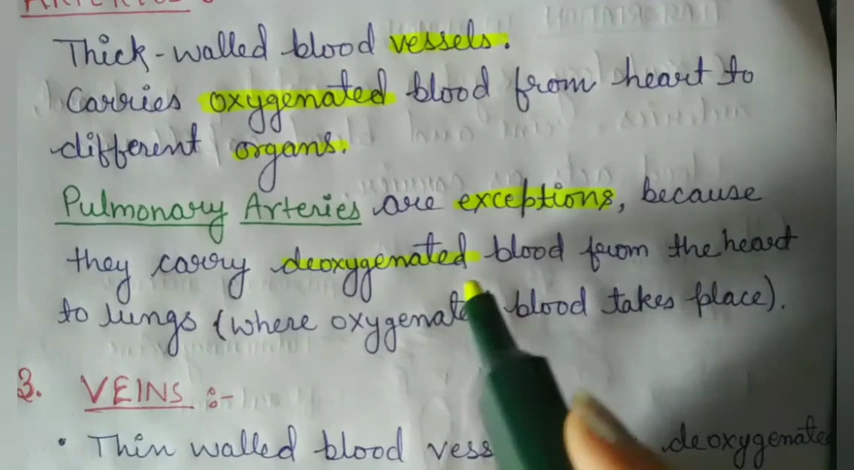 ARTERIES :
Thick-walled blood vessels.
Carries oxygenated blood from heart to
different organs.
Pulmonary Arteries are exceptions, because
they carry deoxygenated blood from the heart
to lungs (where oxygenat blood takes place).
3. VEINS :-
• Thin walled blood vess deoxygenated